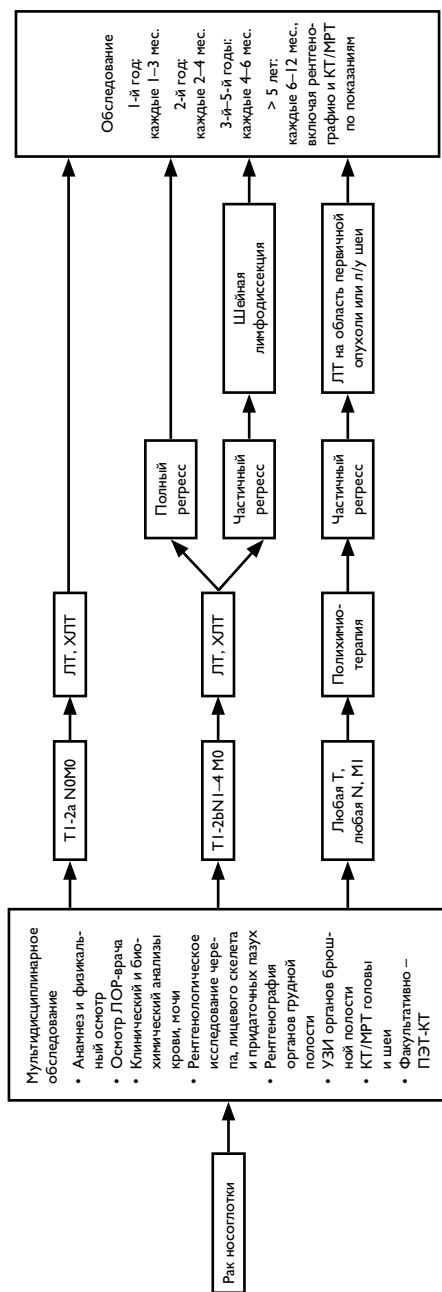 Рак носоглотки
Мультидисциплинарное
обследование
• Анамнез и физикаль-
ный осмотр
• Осмотр ЛОР-врача
• Клинический и био-
химический анализы
крови, мочи
• Рентгенологическое
исследование чере-
па, лицевого скелета
и придаточных пазух
• Рентгенография
органов грудной
полости
• УЗИ органов брюш-
ной полости
• КТ/МРТ головы
и шеи
• Факультативно –
ПЭТ-КТ
T1-2a N0M0
ЛТ, ХЛТ
T1-2bN1-4 M0
ЛТ, ХЛТ
Полный
регресс
Частичный
регресс
Шейная
лимфодиссекция
Любая T,
любая N, M1
Полихимио-
терапия
Частичный
регресс
ЛТ на область первичной
опухоли или л/у шеи
Обследование
1-й год:
каждые 1–3 мес.
2-й год:
каждые 2–4 мес.
3-й–5-й годы:
каждые 4–6 мес.
> 5 лет:
каждые 6–12 мес.,
включая рентгено-
графию и КТ/МРТ
по показаниям